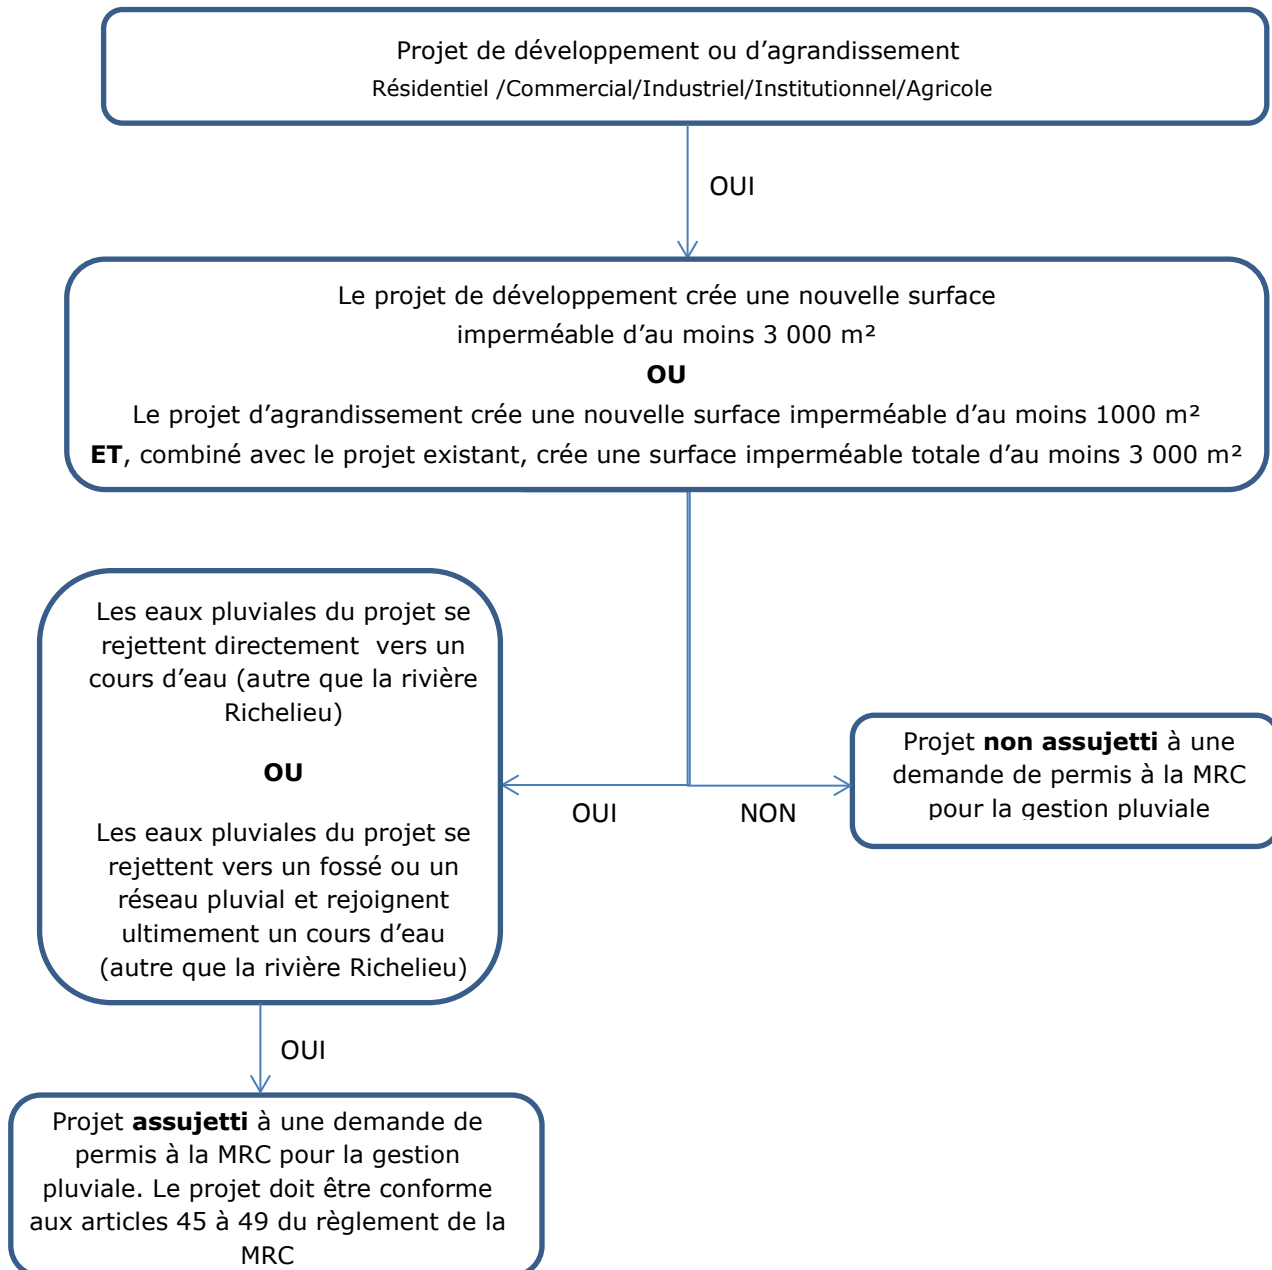 Projet de développement ou d’agrandissement
Résidentiel /Commercial/Industriel/Institutionnel/Agricole
OUI
Le projet de développement crée une nouvelle surface
imperméable d’au moins 3 000 m²
OU
Le projet d’agrandissement crée une nouvelle surface imperméable d’au moins 1000 m²
ET, combiné avec le projet existant, crée une surface imperméable totale d’au moins 3 000 m²
Les eaux pluviales du projet se
rejettent directement vers un
cours d’eau (autre que la rivière
Richelieu)
OU
Les eaux pluviales du projet se
rejettent vers un fossé ou un
réseau pluvial et rejoignent
ultimement un cours d’eau
(autre que la rivière Richelieu)
OUI
NON
Projet non assujetti à une
demande de permis à la MRC
pour la gestion pluviale
OUI
Projet assujetti à une demande de
permis à la MRC pour la gestion
pluviale. Le projet doit être conforme
aux articles 45 à 49 du règlement de la
MRC